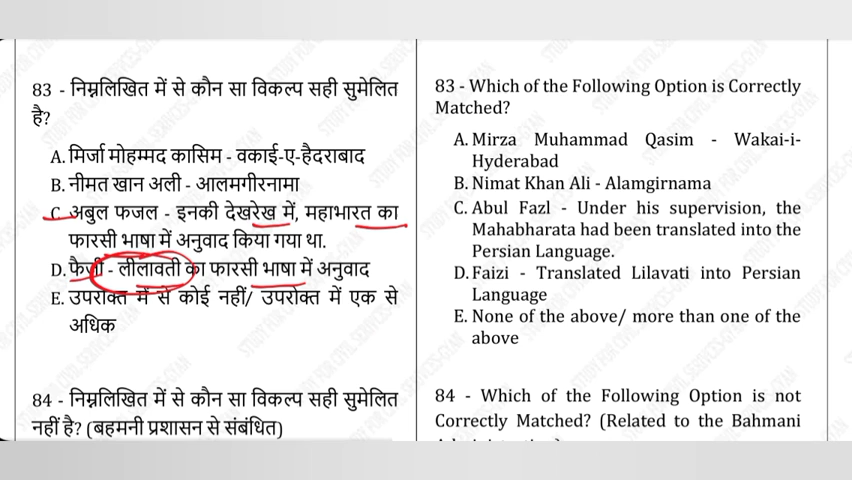 83 - निम्नलिखित में से कौन सा विकल्प सही सुमेलित
है?
A. मिर्जा मोहम्मद कासिम - वकाई-ए-हैदराबाद
B. नीमत खान अली - आलमगीरनामा
C. अबुल फजल - इनकी देखरेख में, महाभारत का
फारसी भाषा में अनुवाद किया गया था.
D. फैजी - लीलावती का फारसी भाषा में अनुवाद
E. उपरोक्त में से कोई नहीं/ उपरोक्त में एक से
अधिक
84 - निम्नलिखित में से कौन सा विकल्प सही सुमेलित
नहीं है? (बहमनी प्रशासन से संबंधित)
83 - Which of the Following Option is Correctly
Matched?
A. Mirza Muhammad Qasim - Wakai-i-
Hyderabad
B. Nimat Khan Ali - Alamgirnama
C. Abul Fazl - Under his supervision, the
Mahabharata had been translated into the
Persian Language.
D. Faizi - Translated Lilavati into Persian
Language
E. None of the above/ more than one of the
above
84 - Which of the Following Option is not
Correctly Matched? (Related to the Bahmani